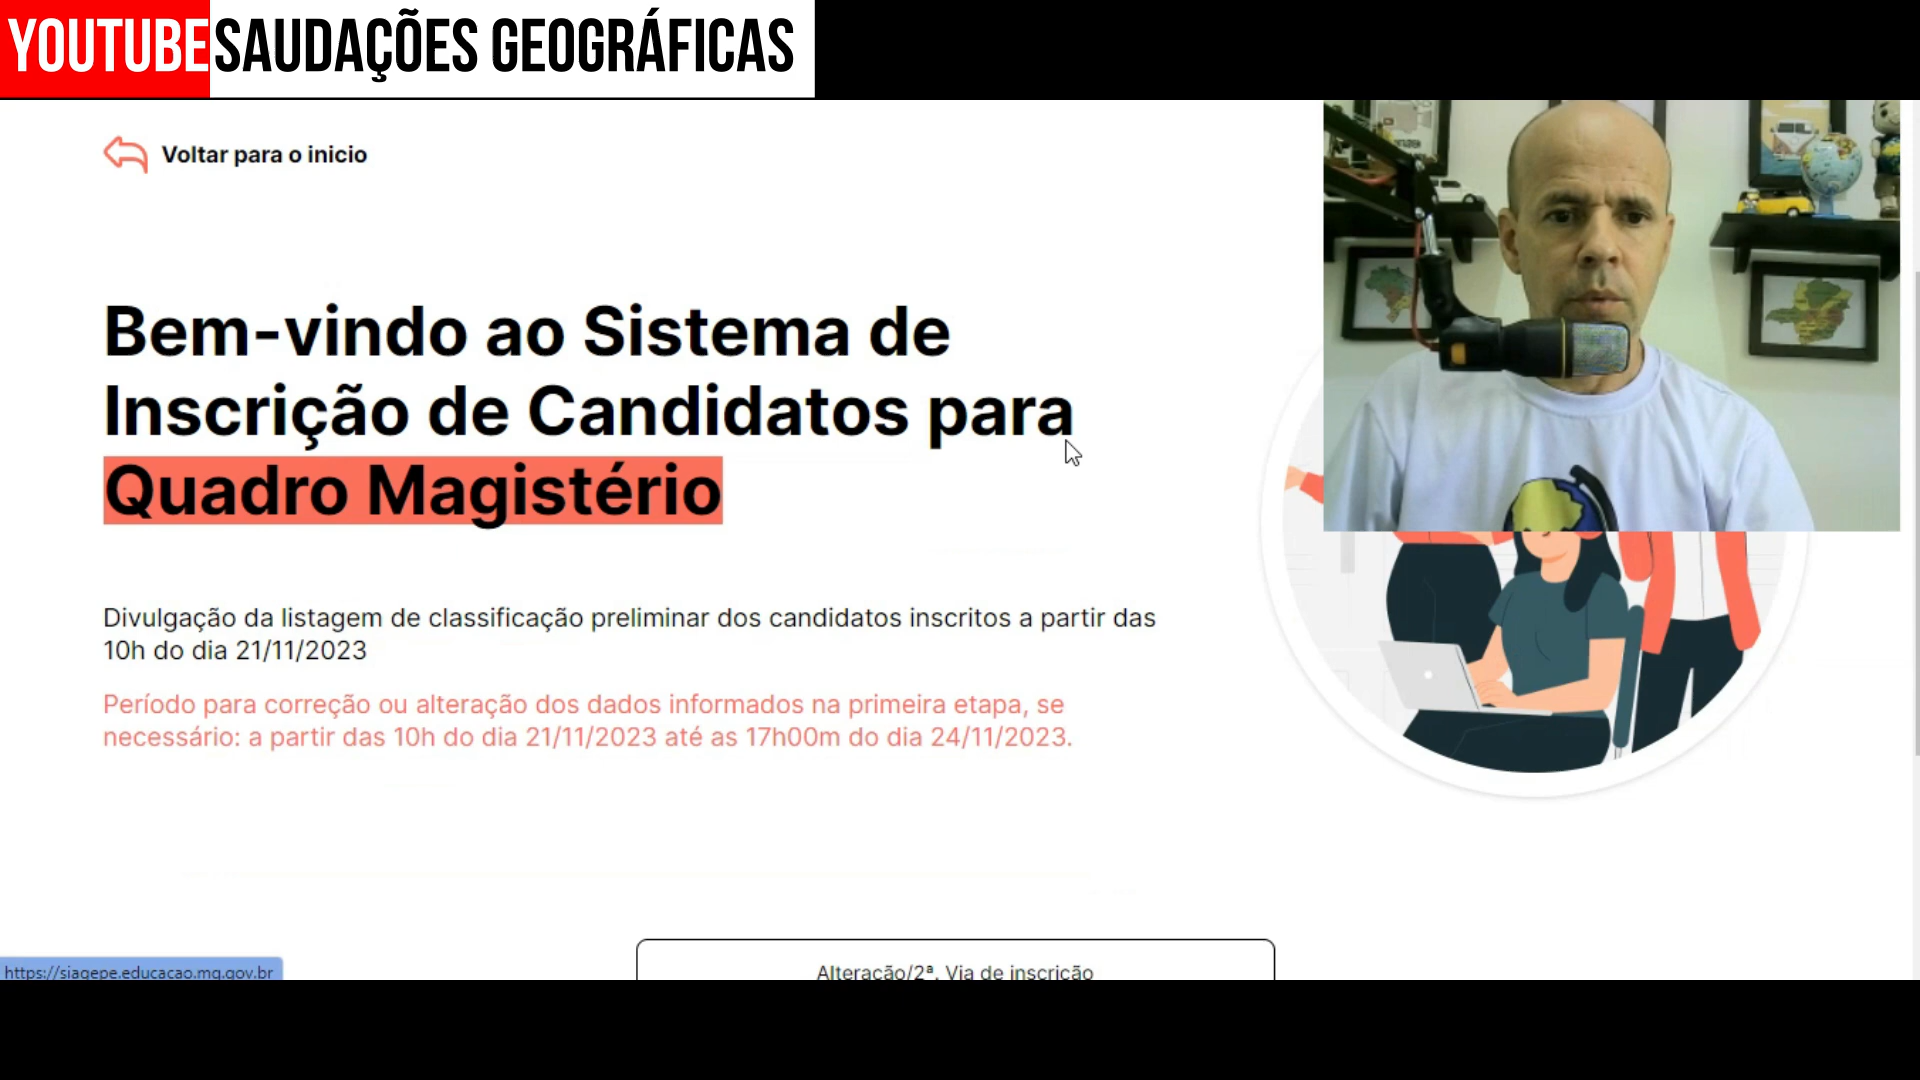 YOUTUBE SAUDAÇÕES GEOGRÁFICAS
Voltar para o inicio
Bem-vindo ao Sistema de
Inscrição de Candidatos para
Quadro Magistério
Divulgação da listagem de classificação preliminar dos candidatos inscritos a partir das
10h do dia 21/11/2023
Período para correção ou alteração dos dados informados na primeira etapa, se
necessário: a partir das 10h do dia 21/11/2023 até as 17h00m do dia 24/11/2023.
Alteração/2ª. Via de inscrição
https://siagepe.educacao.mg.gov.br